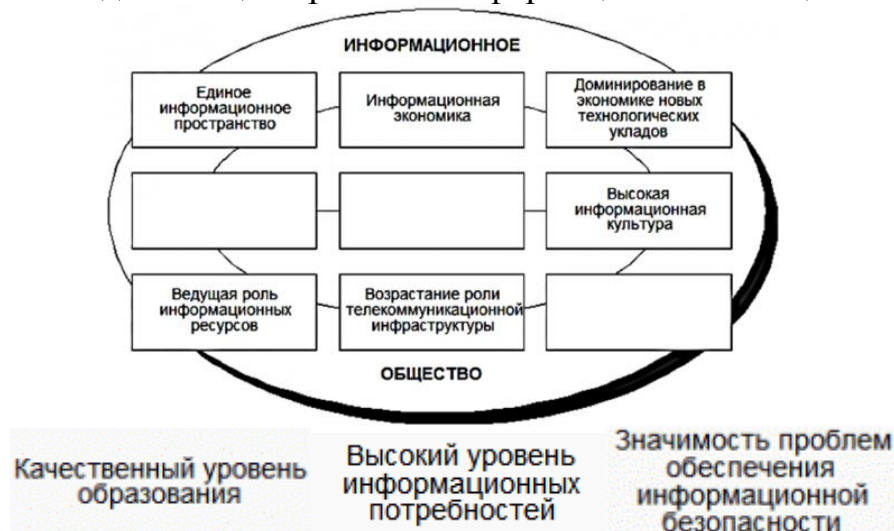 ИНФОРМАЦИОННОЕ
Единое
информационное
пространство
Информационная
экономика
Доминирование в
экономике новых
технологических
укладов
Высокая
информационная
культура
Ведущая роль
информационных
ресурсов
Возрастание роли
телекоммуникационной
инфраструктуры
ОБЩЕСТВО
Качественный уровень
образования
Высокий уровень
информационных
потребностей
Значимость проблем
обеспечения
информационной
безопасности